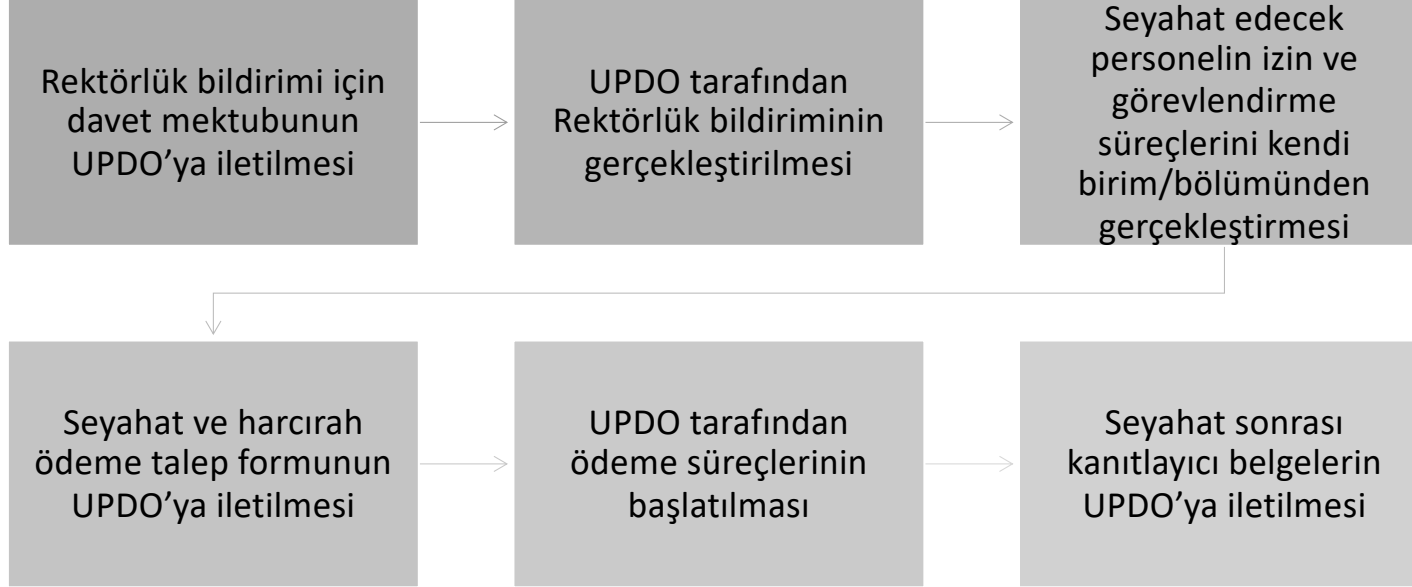 Rektörlük bildirimi için
davet mektubunun
UPDO’ya iletilmesi
UPDO tarafından
Rektörlük bildiriminin
gerçekleştirilmesi
Seyahat edecek
personelin izin ve
görevlendirme
süreçlerini kendi
birim/bölümünden
gerçekleştirmesi
Seyahat ve harcırah
ödeme talep formunun
UPDO’ya iletilmesi
UPDO tarafından
ödeme süreçlerinin
başlatılması
Seyahat sonrası
kanıtlayıcı belgelerin
UPDO’ya iletilmesi